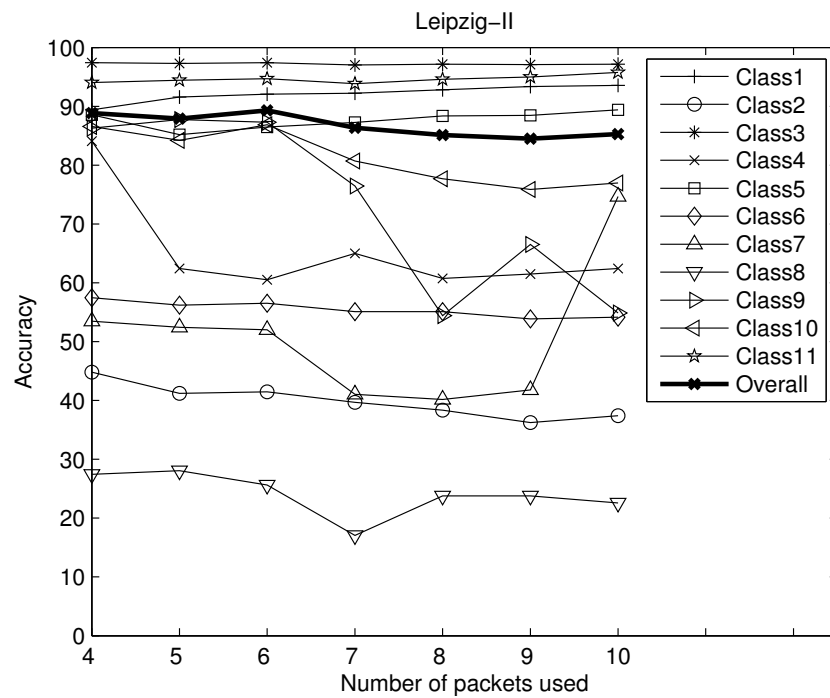 Leipzig−II
100
90
80
70
60
50
40
30
20
10
0
Accuracy
4 5 6 7 8 9 10
Number of packets used
Class1
Class2
Class3
Class4
Class5
Class6
Class7
Class8
Class9
Class10
Class11
Overall